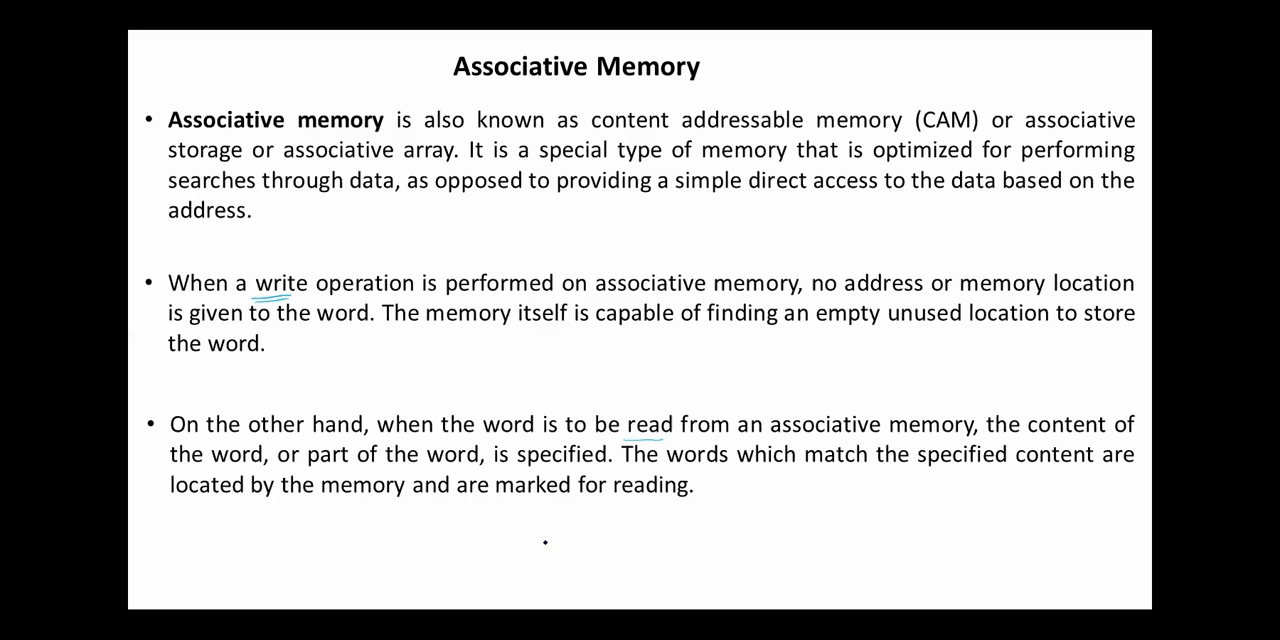 Associative Memory
• Associative memory is also known as content addressable memory (CAM) or associative
storage or associative array. It is a special type of memory that is optimized for performing
searches through data, as opposed to providing a simple direct access to the data based on the
address.
• When a write operation is performed on associative memory, no address or memory location
is given to the word. The memory itself is capable of finding an empty unused location to store
the word.
• On the other hand, when the word is to be read from an associative memory, the content of
the word, or part of the word, is specified. The words which match the specified content are
located by the memory and are marked for reading.